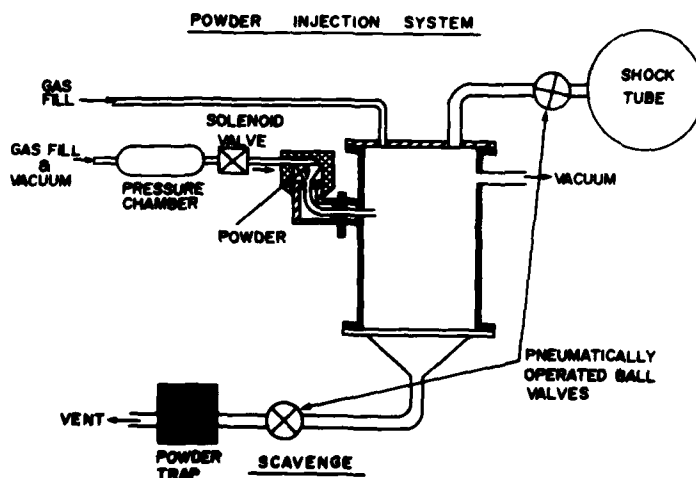 POWDER INJECTION SYSTEM
SHOCK
TUBE
GAS
FILL
SOLENOID
VALVE
GAS FILL
&
VACUUM
PRESSURE
CHAMBER
VACUUM
POWDER
PNEUMATICALLY
OPERATED BALL
VALVES
VENT
POWDER
TRAP
SCAVENGE